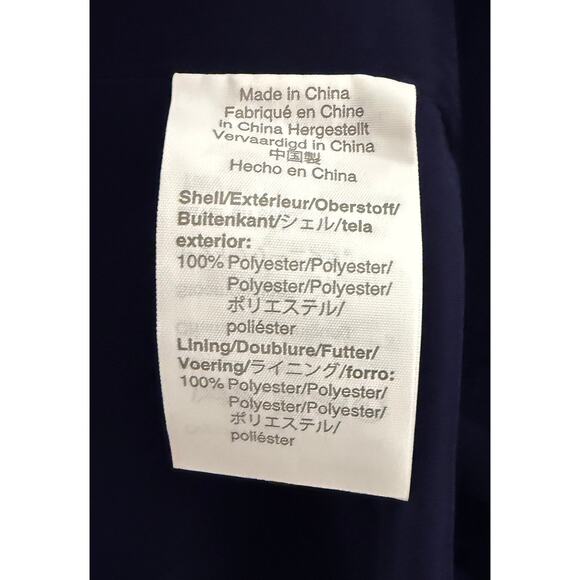 Made in China
Fabriqué en Chine
in China Hergestellt
Vervaardigd in China
中国製
Hecho en China
Shell/Extérieur/Oberstoff/
Buitenkant/シェル/tela
exterior:
100% Polyester/Polyester/
Polyester/Polyester/
ポリエステル/
poliéster
Lining/Doublure/Futter/
Voering/ライニング/forro:
100% Polyester/Polyester/
Polyester/Polyester/
ポリエステル/
poliéster